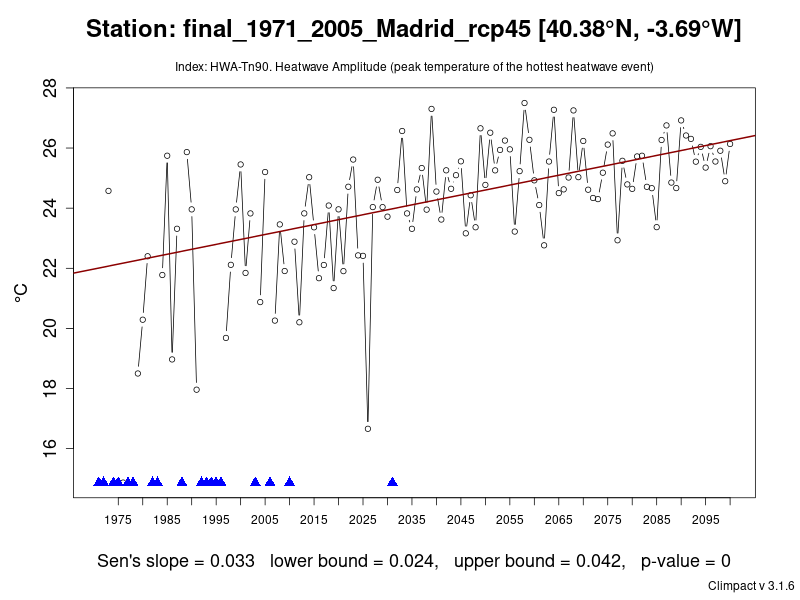 Station: final_1971_2005_Madrid_rcp45 [40.38°N, -3.69°W]
Index: HWA-Tn90. Heatwave Amplitude (peak temperature of the hottest heatwave event)
28
26
24
22
20
18
16
°C
1975 1985 1995 2005 2015 2025 2035 2045 2055 2065 2075 2085 2095
Sen's slope = 0.033 lower bound = 0.024, upper bound = 0.042, p-value = 0
Climpact v 3.1.6